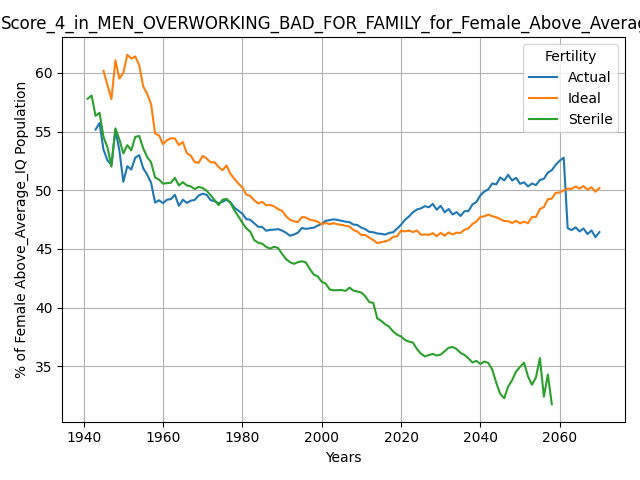 Score_4_in_MEN_OVERWORKING_BAD_FOR_FAMILY_for_Female_Above_Averag
% of Female Above_Average_IQ Population
60
55
50
45
40
35
Fertility
Actual
Ideal
Sterile
1940 1960 1980 2000 2020 2040 2060
Years